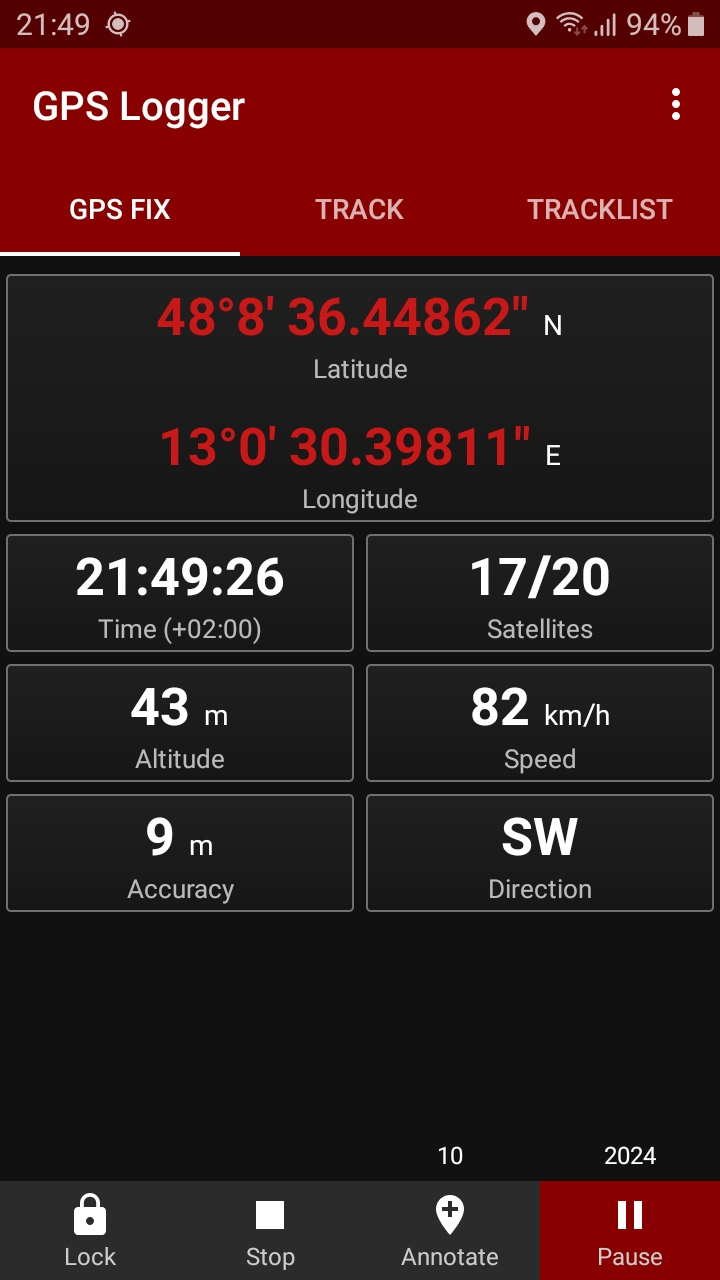 21:49 94%
GPS Logger
GPS FIX TRACK TRACKLIST
48°8' 36.44862" N
Latitude
13°0' 30.39811" E
Longitude
21:49:26 17/20
Time (+02:00) Satellites
43 m 82 km/h
Altitude Speed
9 m SW
Accuracy Direction
10 2024
Lock Stop Annotate Pause